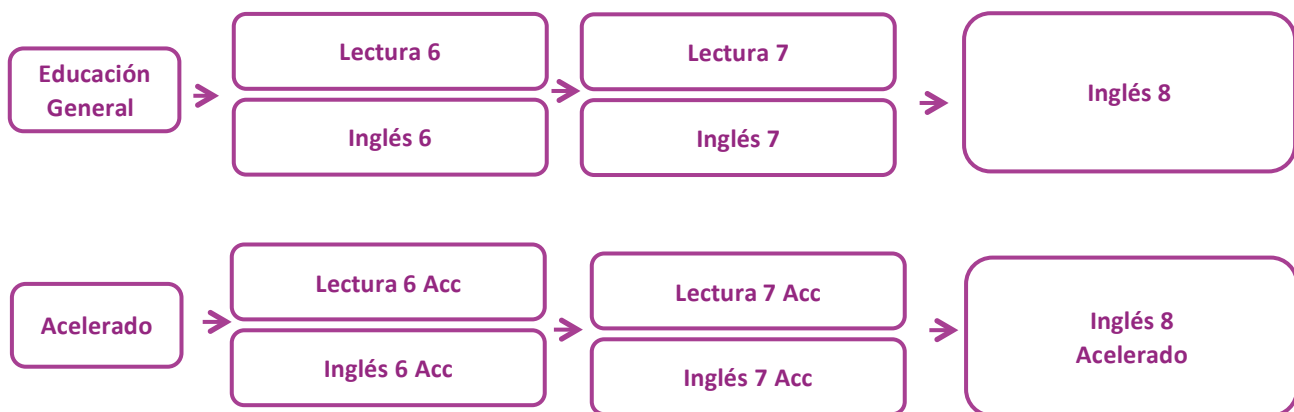 Educación
General
Lectura 6
Inglés 6
Lectura 7
Inglés 7
Inglés 8
Acelerado
Lectura 6 Acc
Inglés 6 Acc
Lectura 7 Acc
Inglés 7 Acc
Inglés 8
Acelerado